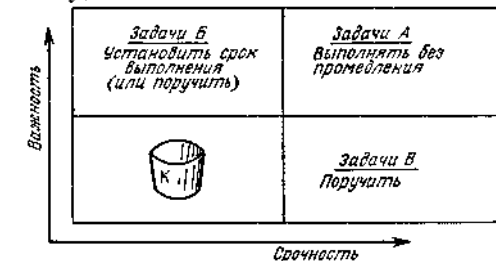 Задачи Б
Установить срок
выполнения
(или поручить)
Задачи А
Выполнять без
промедления
Важность
К
Задачи В
Поручить
Срочность